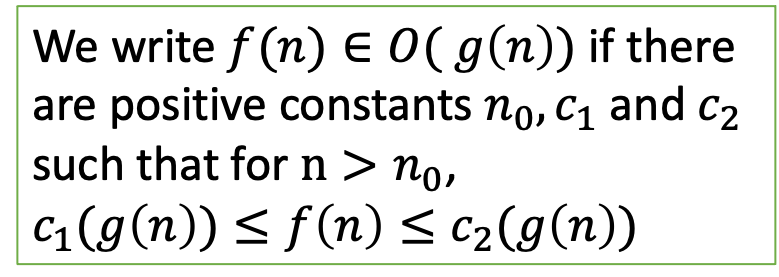 We write 𝑓(𝑛) ∈ 𝑂( 𝑔(𝑛)) if there
are positive constants 𝑛₀, 𝑐₁ and 𝑐₂
such that for n > 𝑛₀,
𝑐₁(𝑔(𝑛)) ≤ 𝑓(𝑛) ≤ 𝑐₂(𝑔(𝑛))